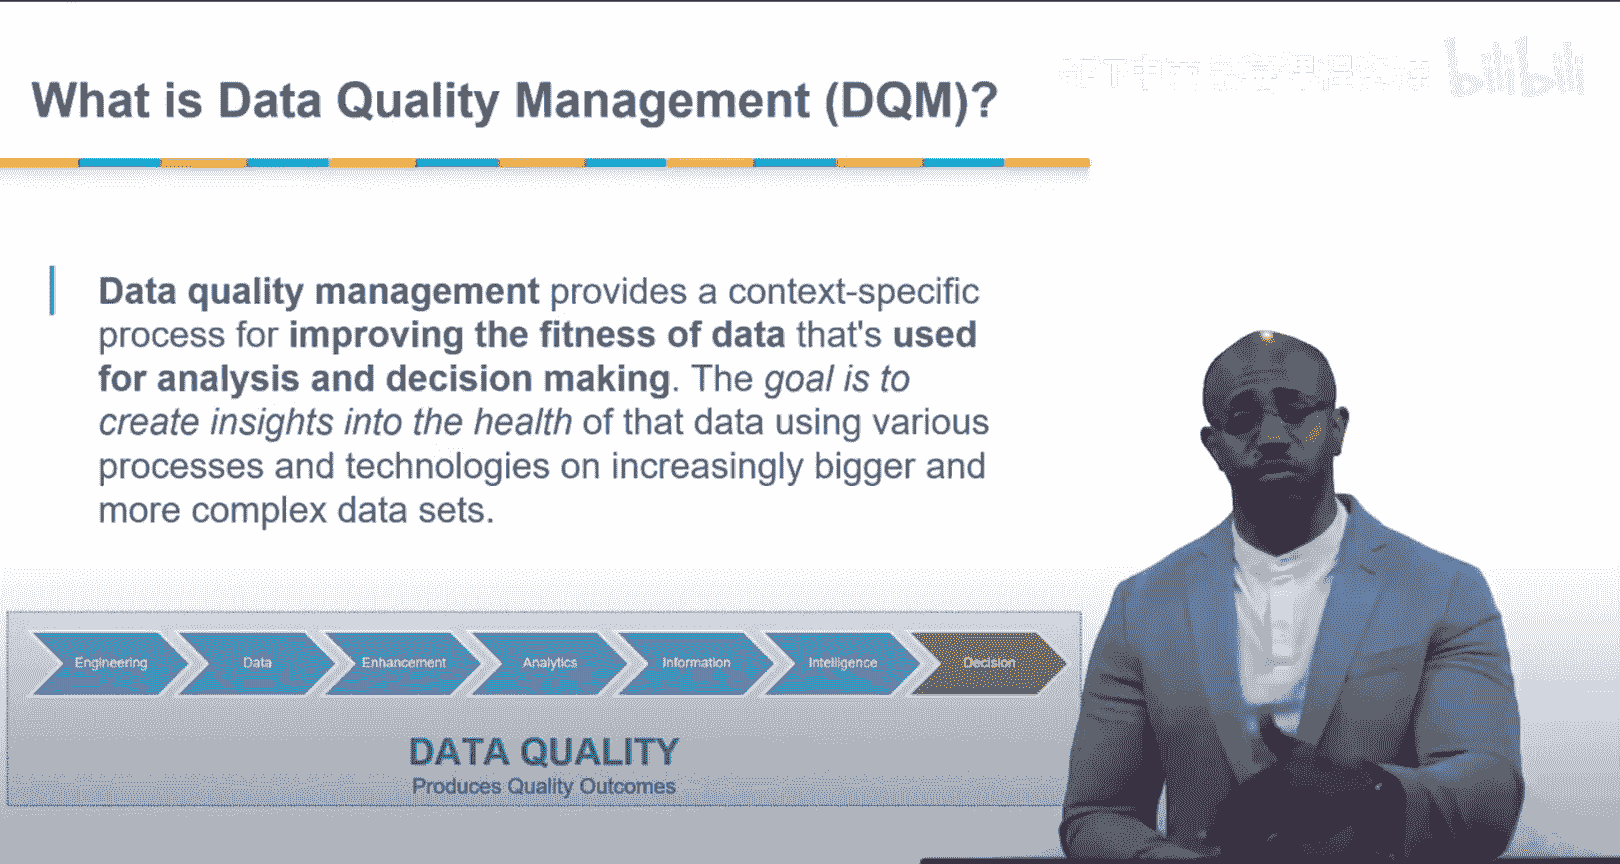 What is Data Quality Management (DQM)?
bilibili
Data quality management provides a context-specific
process for improving the fitness of data that's used
for analysis and decision making. The goal is to
create insights into the health of that data using various
processes and technologies on increasingly bigger and
more complex data sets.
Engineering
Data
Enhancement
Analytics
Information
Intelligence
Decision
DATA QUALITY
Produces Quality Outcomes